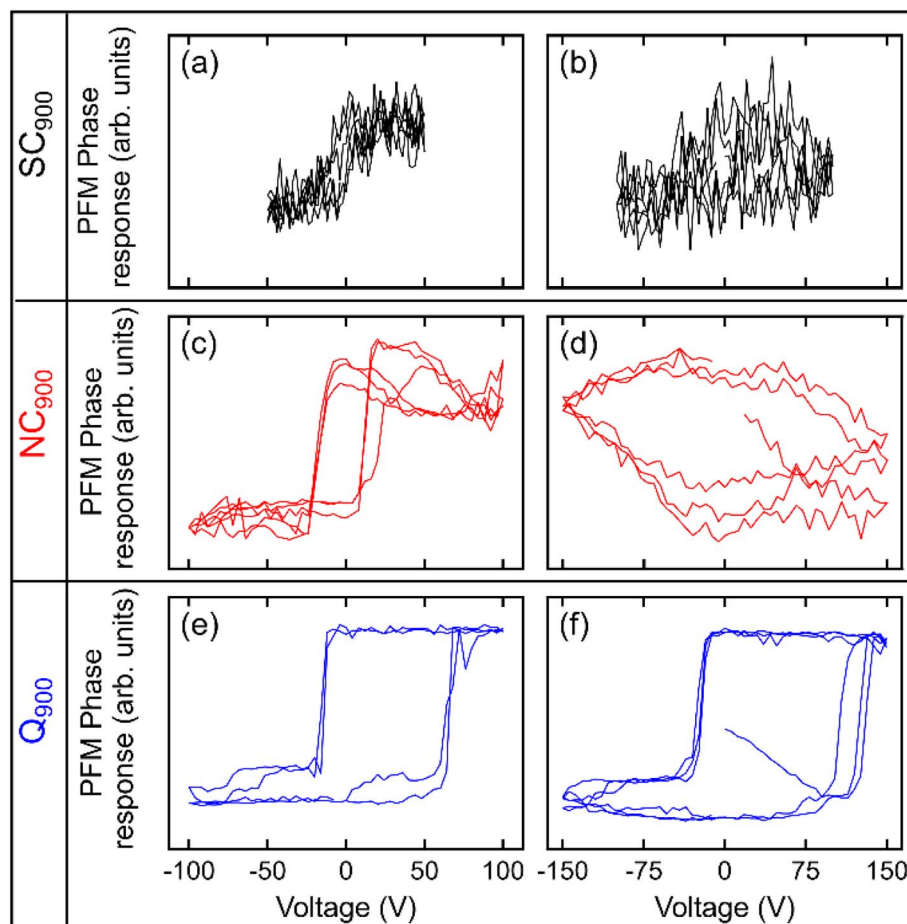 SC900
PFM Phase
response (arb. units)
(a)
(b)
NC900
PFM Phase
response (arb. units)
(c)
(d)
Q900
PFM Phase
response (arb. units)
(e)
(f)
-100 -50 0 50 100
-150 -75 0 75 150
Voltage (V)
Voltage (V)